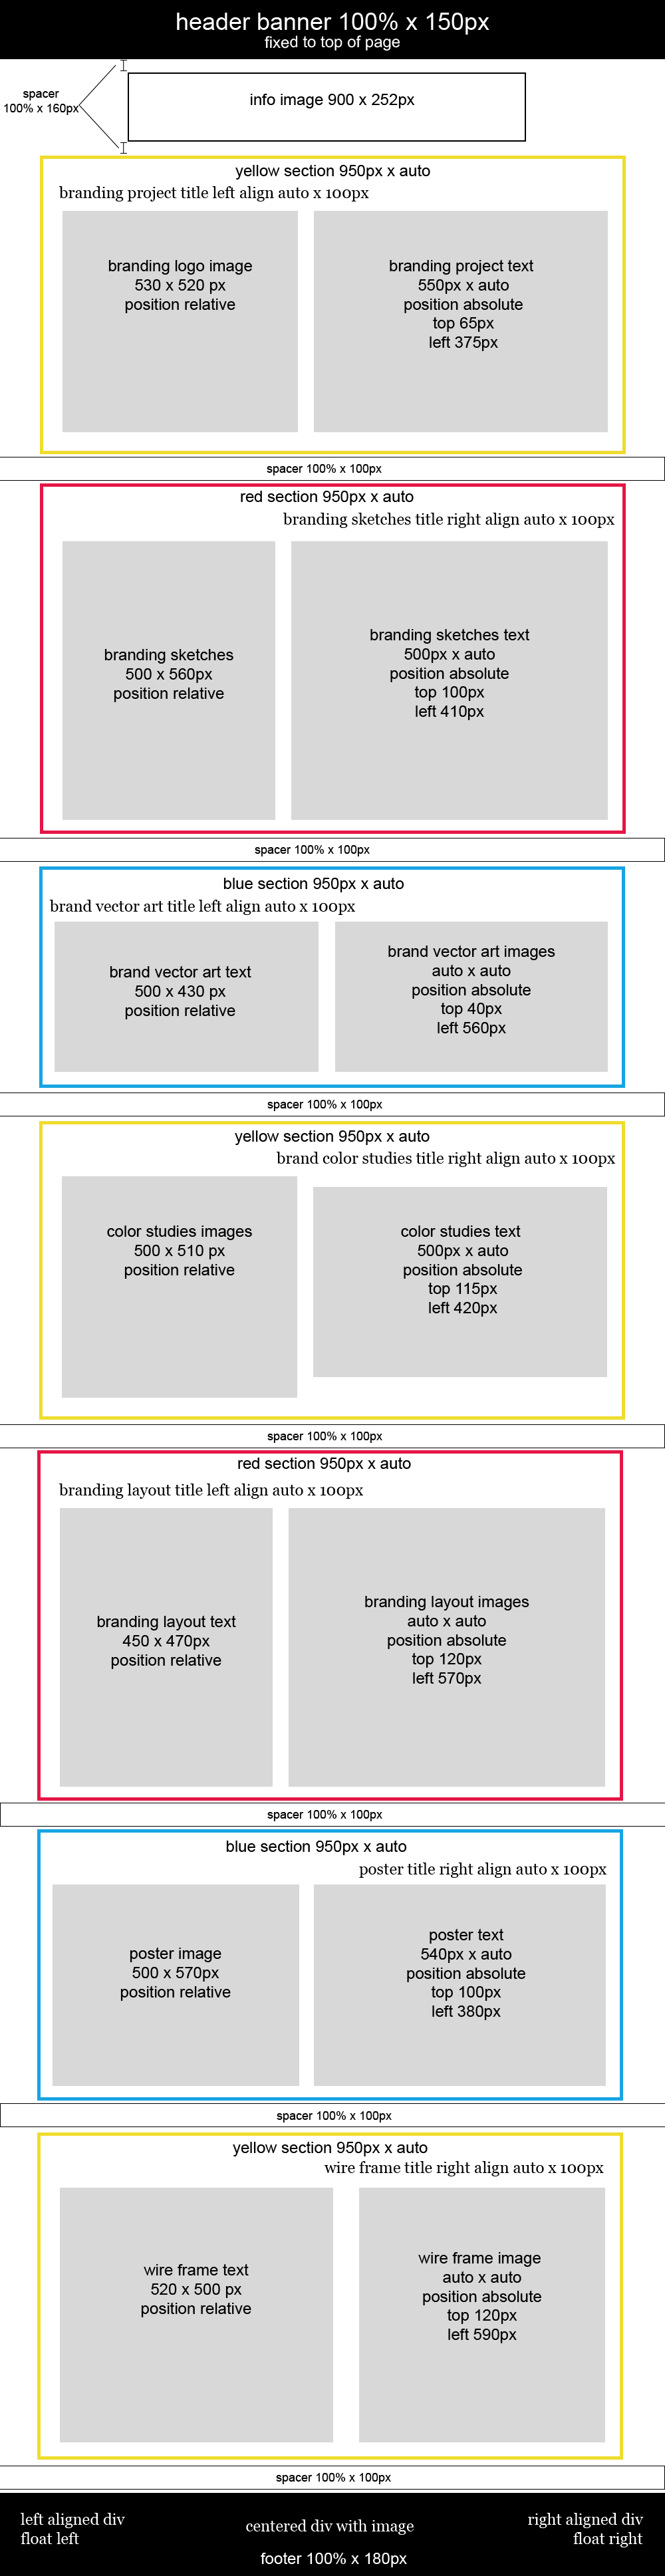 header banner 100% x 150px
fixed to top of page
spacer
100% x 160px
info image 900 x 252px
yellow section 950px x auto
branding project title left align auto x 100px
branding logo image
530 x 520 px
position relative
branding project text
550px x auto
position absolute
top 65px
left 375px
spacer 100% x 100px
red section 950px x auto
branding sketches title right align auto x 100px
branding sketches
500 x 560px
position relative
branding sketches text
500px x auto
position absolute
top 100px
left 410px
spacer 100% x 100px
blue section 950px x auto
brand vector art title left align auto x 100px
brand vector art text
500 x 430 px
position relative
brand vector art images
auto x auto
position absolute
top 40px
left 560px
spacer 100% x 100px
yellow section 950px x auto
brand color studies title right align auto x 100px
color studies images
500 x 510 px
position relative
color studies text
500px x auto
position absolute
top 115px
left 420px
spacer 100% x 100px
red section 950px x auto
branding layout title left align auto x 100px
branding layout text
450 x 470px
position relative
branding layout images
auto x auto
position absolute
top 120px
left 570px
spacer 100% x 100px
blue section 950px x auto
poster title right align auto x 100px
poster image
500 x 570px
position relative
poster text
540px x auto
position absolute
top 100px
left 380px
spacer 100% x 100px
yellow section 950px x auto
wire frame title right align auto x 100px
wire frame text
520 x 500 px
position relative
wire frame image
auto x auto
position absolute
top 120px
left 590px
spacer 100% x 100px
left aligned div
float left
centered div with image
right aligned div
float right
footer 100% x 180px